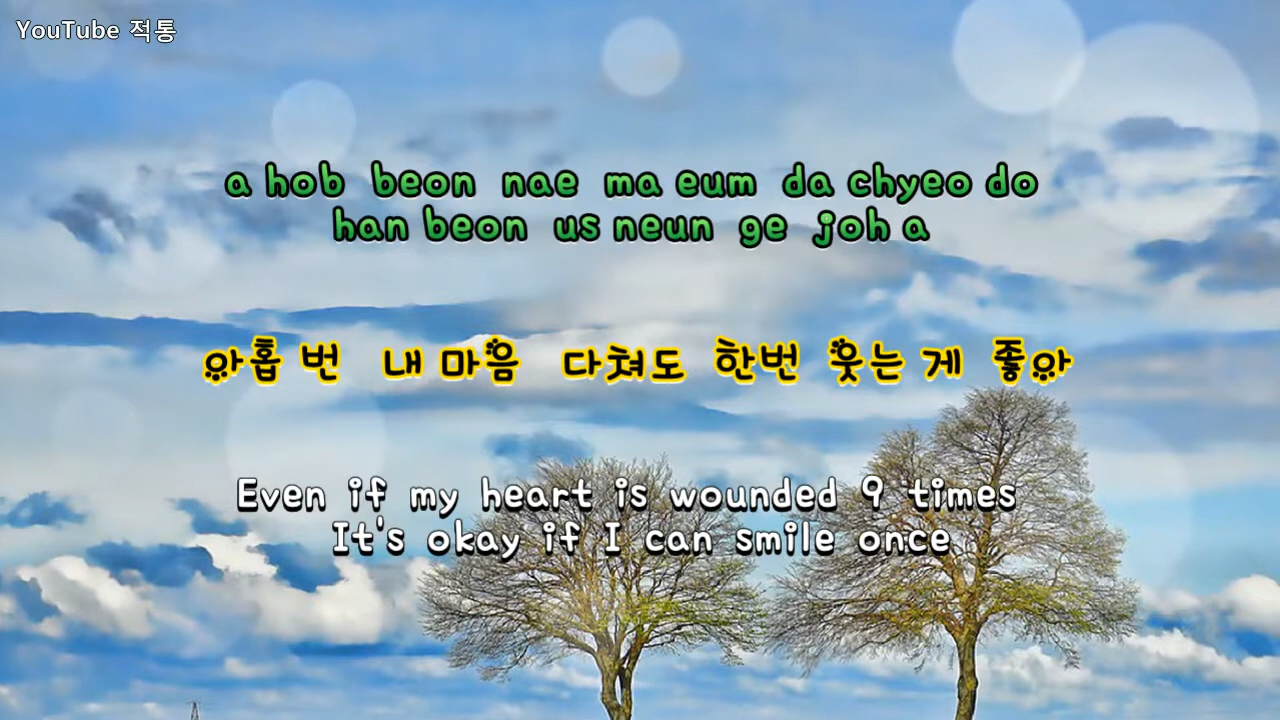 YouTube 적통
a hob beon nae ma eum da chyeo do
han beon us neun ge joh a
아홉 번 내 마음 다쳐도 한번 웃는 게 좋아
Even if my heart is wounded 9 times
It's okay if I can smile once